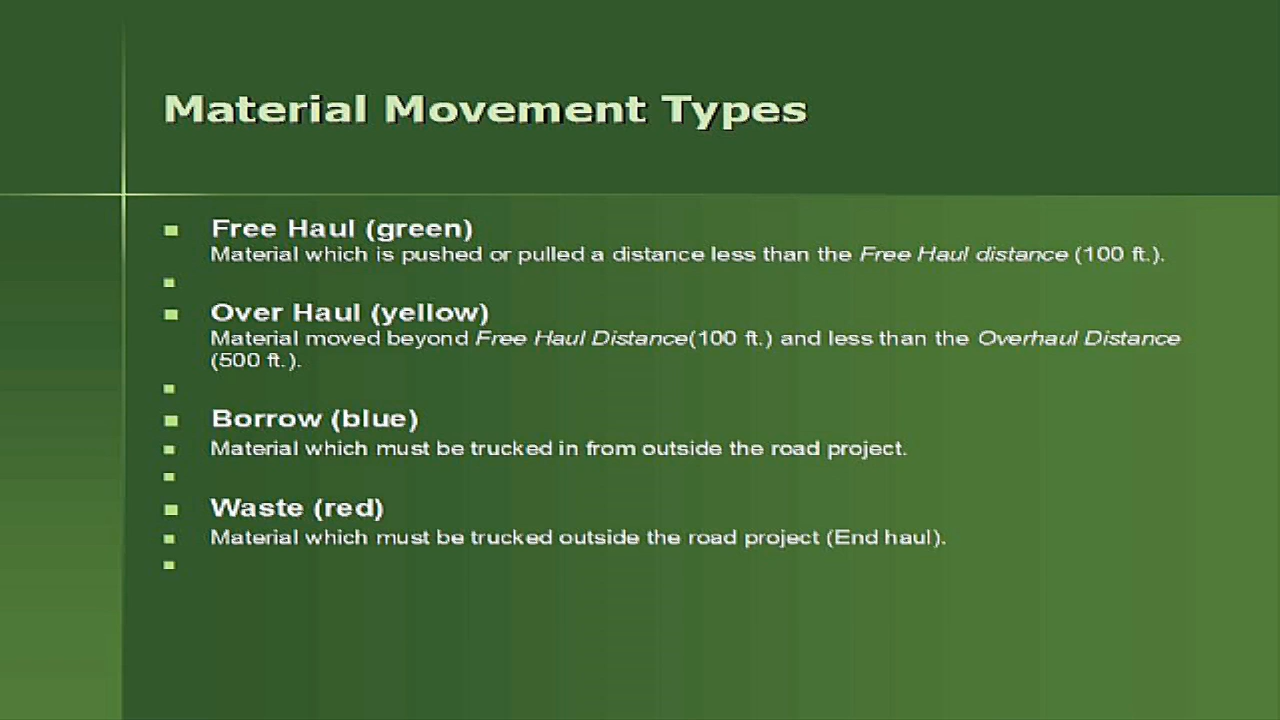 Material Movement Types
Free Haul (green)
Material which is pushed or pulled a distance less than the Free Haul distance (100 ft.).
Over Haul (yellow)
Material moved beyond Free Haul Distance(100 ft.) and less than the Overhaul Distance
(500 ft.).
Borrow (blue)
Material which must be trucked in from outside the road project.
Waste (red)
Material which must be trucked outside the road project (End haul).